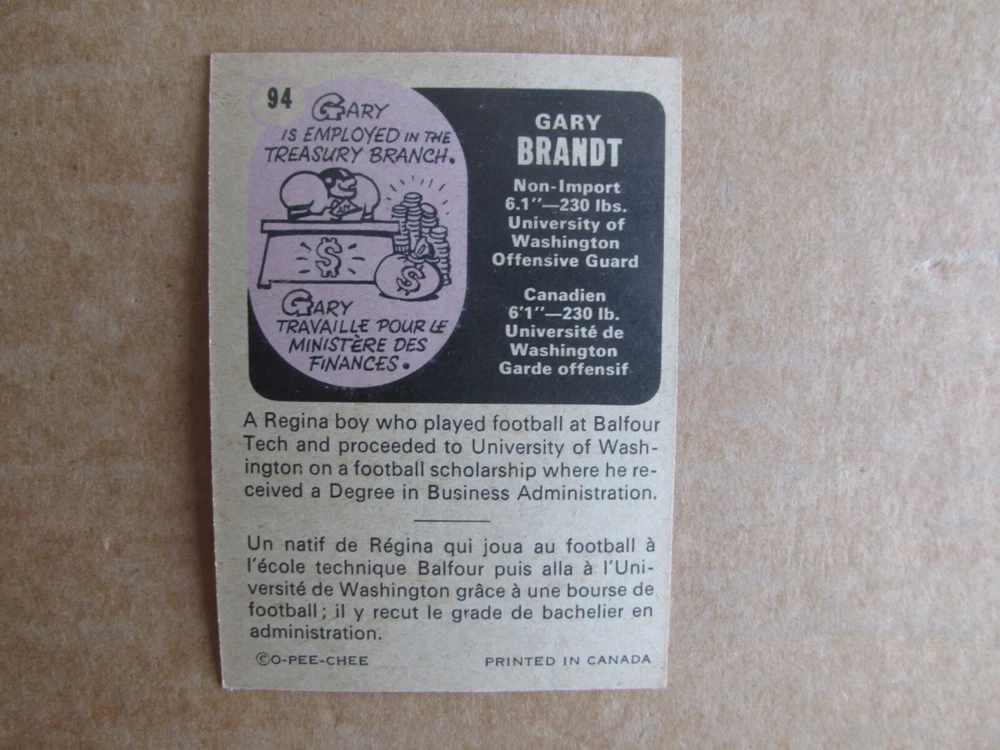 94
GARY
IS EMPLOYED IN THE
TREASURY BRANCH.
$
$
GARY
TRAVAILLE POUR LE
MINISTÈRE DES
FINANCES.
GARY
BRANDT
Non-Import
6.1"—230 lbs.
University of
Washington
Offensive Guard
Canadien
6'1"—230 lb.
Université de
Washington
Garde offensif
A Regina boy who played football at Balfour
Tech and proceeded to University of Wash-
ington on a football scholarship where he re-
ceived a Degree in Business Administration.
Un natif de Régina qui joua au football à
l'école technique Balfour puis alla à l'Uni-
versité de Washington grâce à une bourse de
football; il y recut le grade de bachelier en
administration.
©O-PEE-CHEE
PRINTED IN CANADA